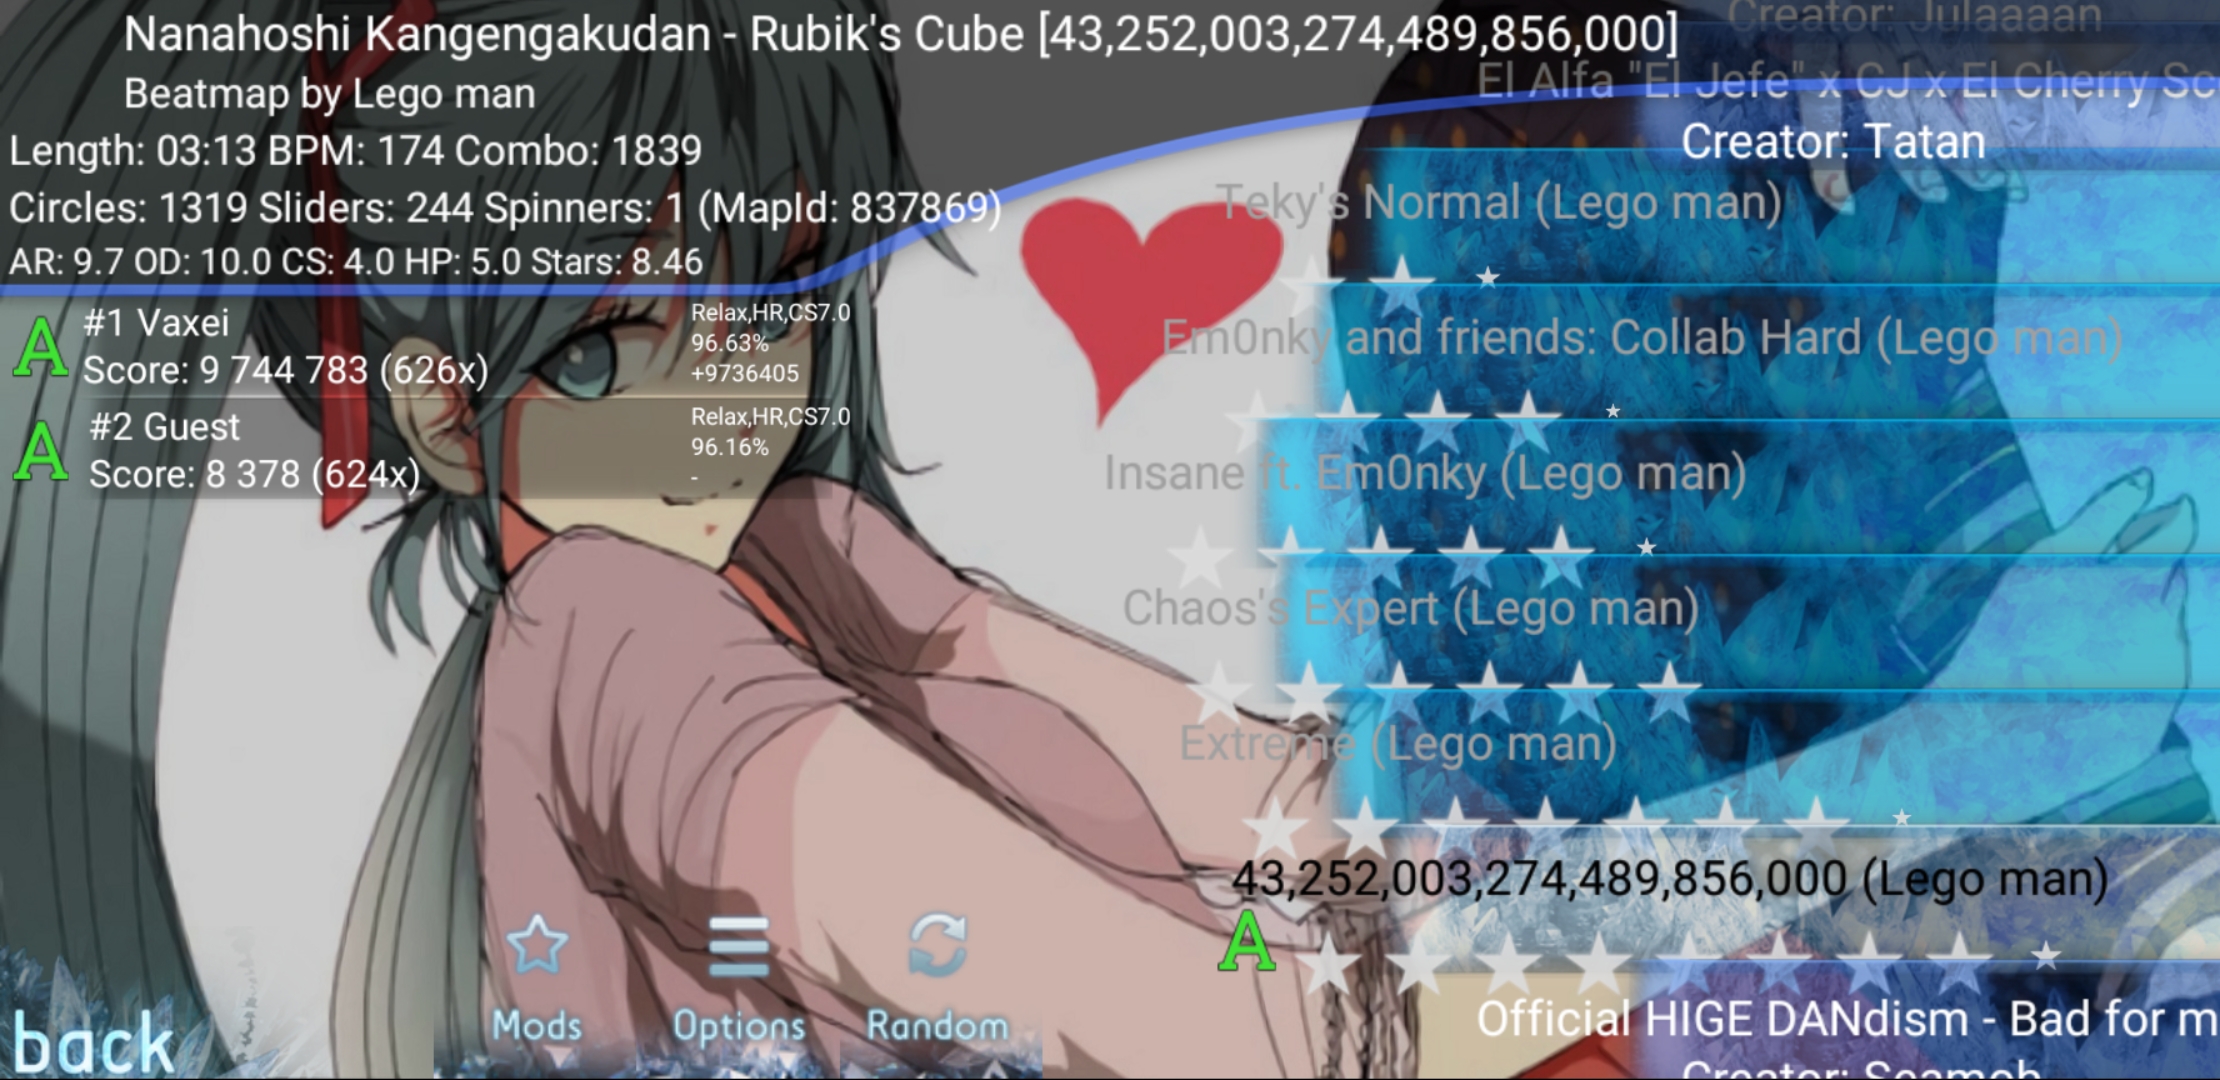 Nanahoshi Kangengakudan - Rubik's Cube [43,252,003,274,489,856,000]
Beatmap by Lego man
Length: 03:13 BPM: 174 Combo: 1839
Circles: 1319 Sliders: 244 Spinners: 1 (MapId: 837869)
AR: 9.7 OD: 10.0 CS: 4.0 HP: 5.0 Stars: 8.46
A
#1 Vaxei
Score: 9 744 783 (626x)
Relax,HR,CS7.0
96.63%
+9736405
A
#2 Guest
Score: 8 378 (624x)
Relax,HR,CS7.0
96.16%
-
Creator: Julaaaan
El Alfa "El Jefe" x CJ x El Cherry Sc
Creator: Tatan
Teky's Normal (Lego man)
Em0nky and friends: Collab Hard (Lego man)
Insane ft. Em0nky (Lego man)
Chaos's Expert (Lego man)
Extreme (Lego man)
43,252,003,274,489,856,000 (Lego man)
A
Official HIGE DANdism - Bad for m
Creator: Seamob
back
Mods
Options
Random